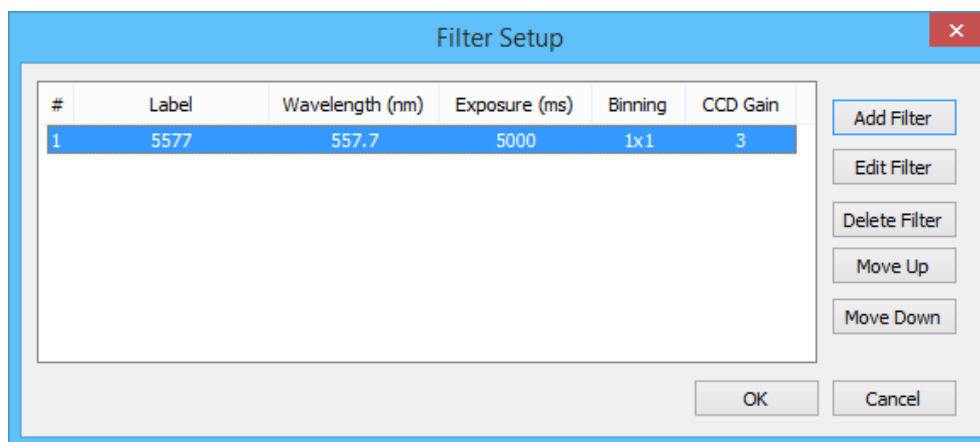 Filter Setup
# Label Wavelength (nm) Exposure (ms) Binning CCD Gain
1 5577 557.7 5000 1x1 3
Add Filter
Edit Filter
Delete Filter
Move Up
Move Down
OK Cancel